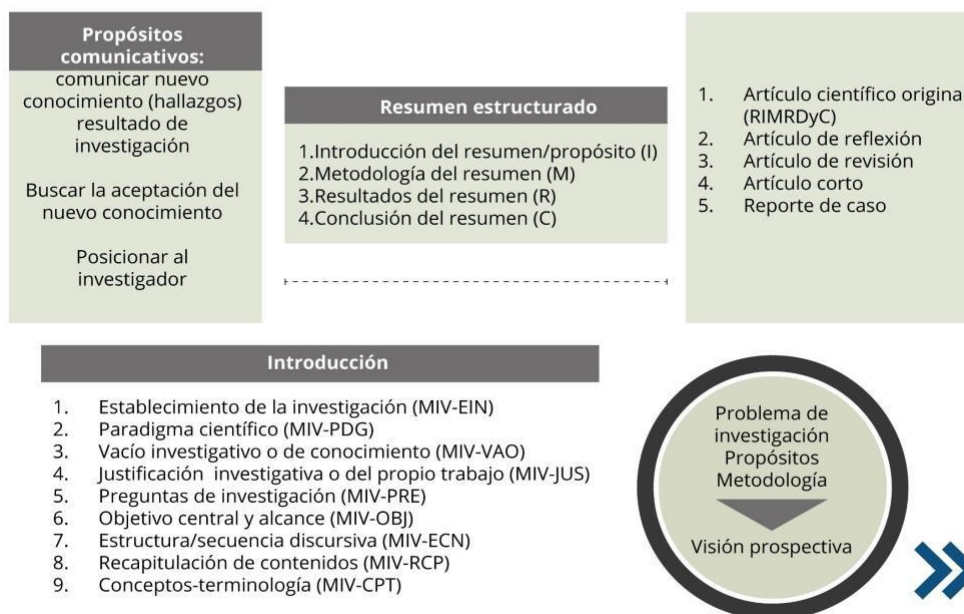 Propósitos
comunicativos:
comunicar nuevo
conocimiento (hallazgos)
resultado de
investigación
Buscar la aceptación del
nuevo conocimiento
Posicionar al
investigador
Resumen estructurado
1.Introducción del resumen/propósito (I)
2.Metodología del resumen (M)
3.Resultados del resumen (R)
4.Conclusión del resumen (C)
1. Artículo científico origina
(RIMRDyC)
2. Artículo de reflexión
3. Artículo de revisión
4. Artículo corto
5. Reporte de caso
Introducción
1. Establecimiento de la investigación (MIV-EIN)
2. Paradigma científico (MIV-PDG)
3. Vacío investigativo o de conocimiento (MIV-VAO)
4. Justificación investigativa o del propio trabajo (MIV-JUS)
5. Preguntas de investigación (MIV-PRE)
6. Objetivo central y alcance (MIV-OBJ)
7. Estructura/secuencia discursiva (MIV-ECN)
8. Recapitulación de contenidos (MIV-RCP)
9. Conceptos-terminología (MIV-CPT)
Problema de
investigación
Propósitos
Metodología
Visión prospectiva